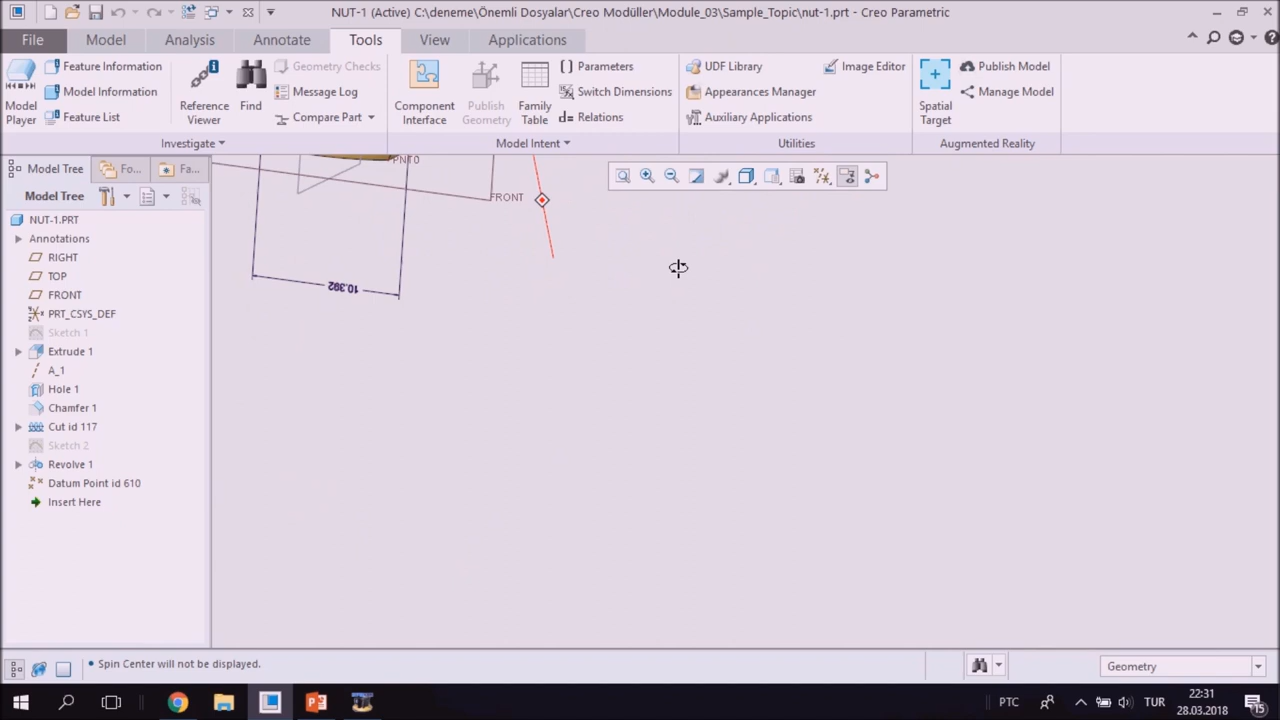 NUT-1 (Active) C:\deneme\Önemli Dosyalar\Creo Modüller\Module_03\Sample_Topic\nut-1.prt - Creo Parametric
File Model Analysis Annotate Tools View Applications
Model Player
Feature Information
Model Information
Feature List
Reference Viewer
Find
Geometry Checks
Message Log
Compare Part
Investigate
Component Interface
Publish Geometry
Family Table
Parameters
Switch Dimensions
Relations
Model Intent
UDF Library
Appearances Manager
Auxiliary Applications
Image Editor
Utilities
Spatial Target
Publish Model
Manage Model
Augmented Reality
Model Tree Fo... Fa...
Model Tree
NUT-1.PRT
Annotations
RIGHT
TOP
FRONT
PRT_CSYS_DEF
Sketch 1
Extrude 1
A_1
Hole 1
Chamfer 1
Cut id 117
Sketch 2
Revolve 1
Datum Point id 610
Insert Here
PNT0
FRONT
10.392
Spin Center will not be displayed.
Geometry
PTC
TUR
22:31
28.03.2018
15